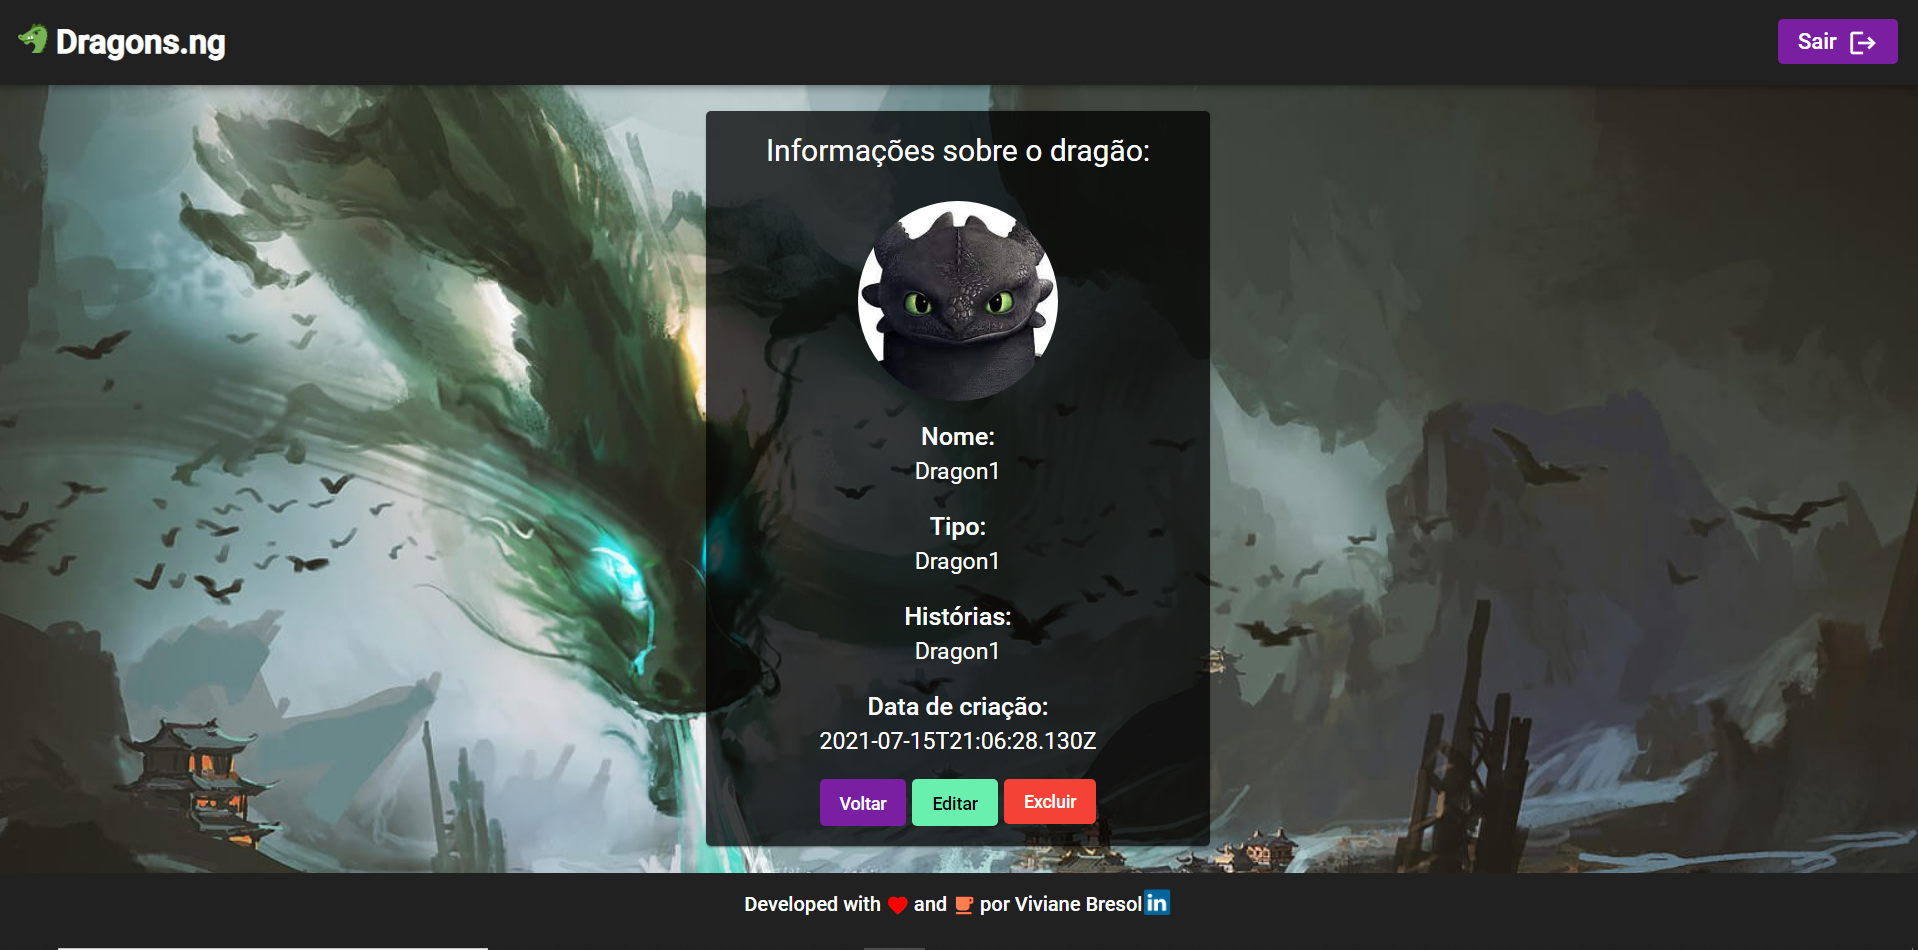 Dragons.ng
Sair
Informações sobre o dragão:
Nome:
Dragon1
Tipo:
Dragon1
Histórias:
Dragon1
Data de criação:
2021-07-15T21:06:28.130Z
Voltar Editar Excluir
Developed with and por Viviane Bresol in